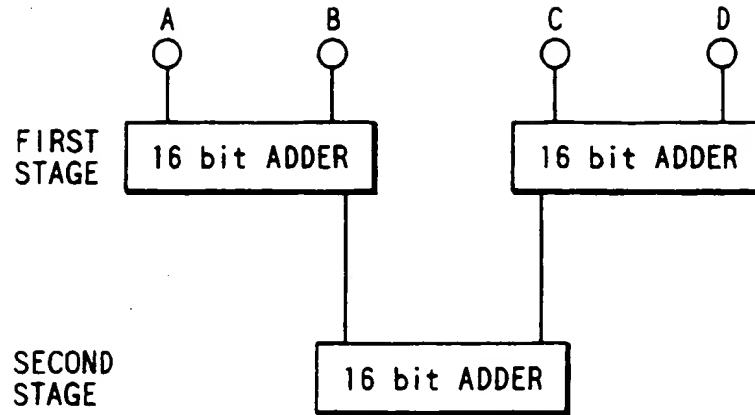 A B C D
FIRST
STAGE
16 bit ADDER 16 bit ADDER
SECOND
STAGE
16 bit ADDER